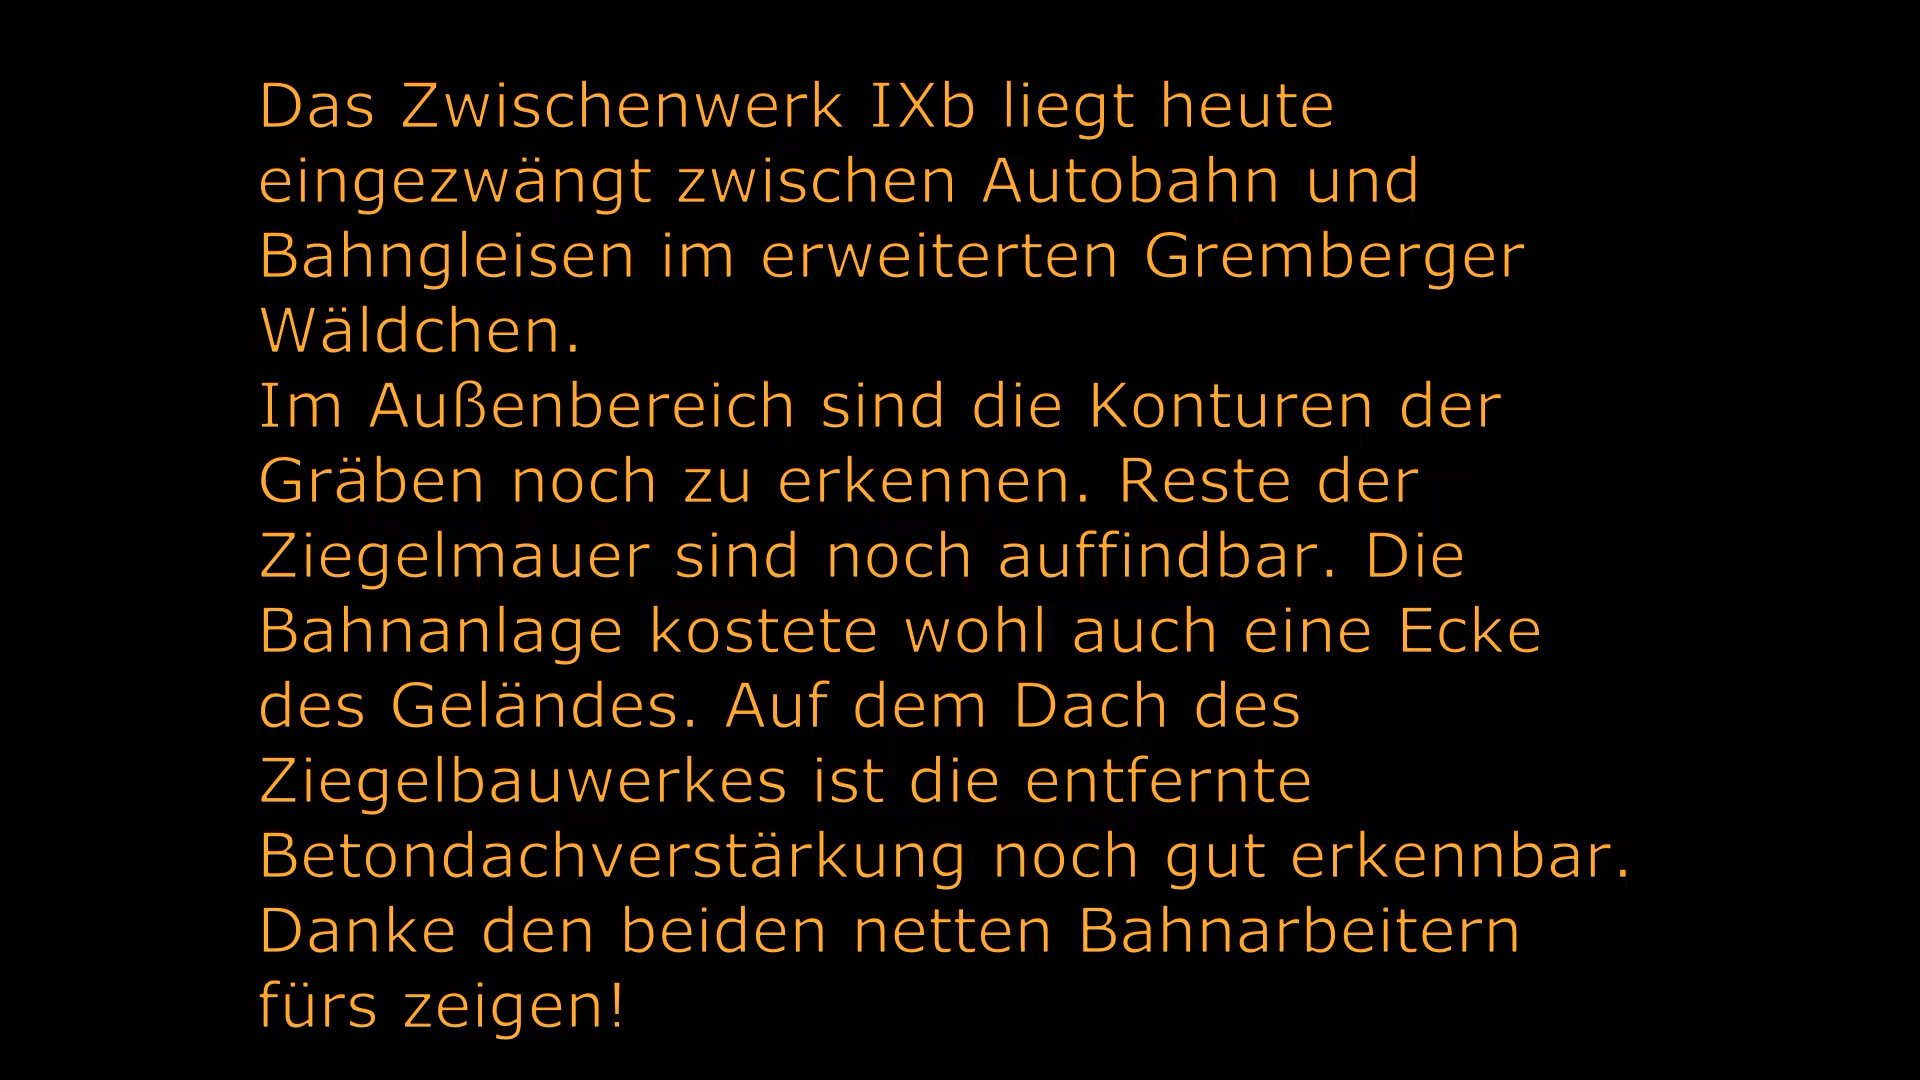 Das Zwischenwerk IXb liegt heute
eingezwängt zwischen Autobahn und
Bahngleisen im erweiterten Gremberger
Wäldchen.
Im Außenbereich sind die Konturen der
Gräben noch zu erkennen. Reste der
Ziegelmauer sind noch auffindbar. Die
Bahnanlage kostete wohl auch eine Ecke
des Geländes. Auf dem Dach des
Ziegelbauwerkes ist die entfernte
Betondachverstärkung noch gut erkennbar.
Danke den beiden netten Bahnarbeitern
fürs zeigen!